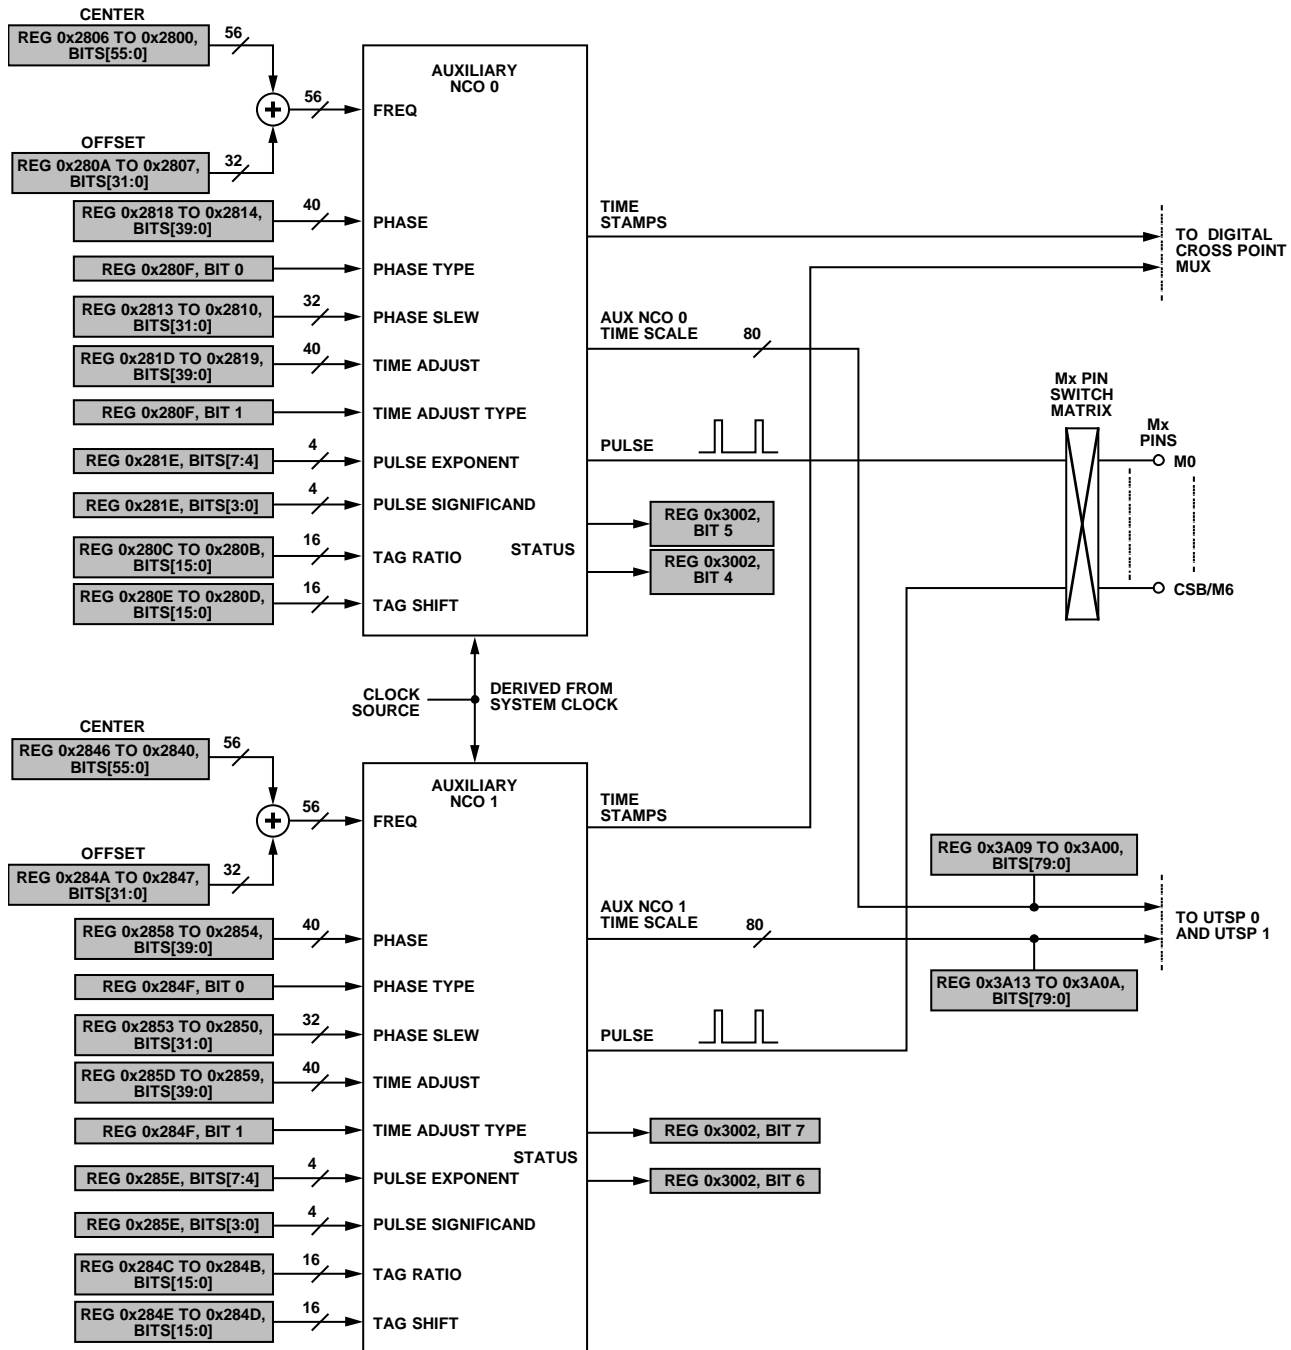 CENTER
REG 0x2806 TO 0x2800,
BITS[55:0]
56
56
OFFSET
REG 0x280A TO 0x2807,
BITS[31:0]
32
REG 0x2818 TO 0x2814,
BITS[39:0]
40
REG 0x280F, BIT 0
REG 0x2813 TO 0x2810,
BITS[31:0]
32
REG 0x281D TO 0x2819,
BITS[39:0]
40
REG 0x280F, BIT 1
REG 0x281E, BITS[7:4]
4
REG 0x281E, BITS[3:0]
4
REG 0x280C TO 0x280B,
BITS[15:0]
16
REG 0x280E TO 0x280D,
BITS[15:0]
16
AUXILIARY
NCO 0
FREQ
PHASE
PHASE TYPE
PHASE SLEW
TIME ADJUST
TIME ADJUST TYPE
PULSE EXPONENT
PULSE SIGNIFICAND
TAG RATIO
TAG SHIFT
STATUS
TIME
STAMPS
AUX NCO 0
TIME SCALE
80
PULSE
REG 0x3002,
BIT 5
REG 0x3002,
BIT 4
TO DIGITAL
CROSS POINT
MUX
Mx PIN
SWITCH
MATRIX
Mx
PINS
M0
CSB/M6
CLOCK
SOURCE
DERIVED FROM
SYSTEM CLOCK
CENTER
REG 0x2846 TO 0x2840,
BITS[55:0]
56
56
OFFSET
REG 0x284A TO 0x2847,
BITS[31:0]
32
REG 0x2858 TO 0x2854,
BITS[39:0]
40
REG 0x284F, BIT 0
REG 0x2853 TO 0x2850,
BITS[31:0]
32
REG 0x285D TO 0x2859,
BITS[39:0]
40
REG 0x284F, BIT 1
REG 0x285E, BITS[7:4]
4
REG 0x285E, BITS[3:0]
4
REG 0x284C TO 0x284B,
BITS[15:0]
16
REG 0x284E TO 0x284D,
BITS[15:0]
16
AUXILIARY
NCO 1
FREQ
PHASE
PHASE TYPE
PHASE SLEW
TIME ADJUST
TIME ADJUST TYPE
STATUS
PULSE EXPONENT
PULSE SIGNIFICAND
TAG RATIO
TAG SHIFT
TIME
STAMPS
AUX NCO 1
TIME SCALE
80
PULSE
REG 0x3002, BIT 7
REG 0x3002, BIT 6
REG 0x3A09 TO 0x3A00,
BITS[79:0]
TO UTSP 0
AND UTSP 1
REG 0x3A13 TO 0x3A0A,
BITS[79:0]